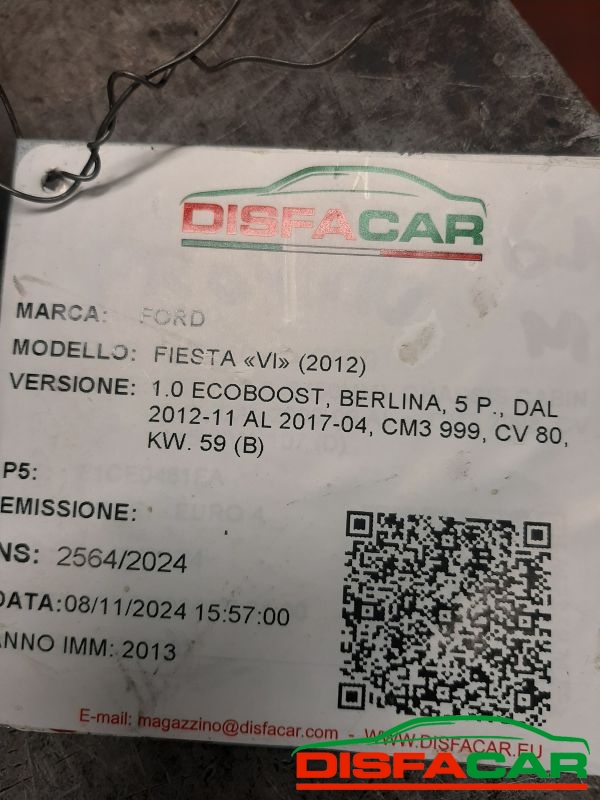 DISFACAR
MARCA: FORD
MODELLO: FIESTA «VI» (2012)
VERSIONE: 1.0 ECOBOOST, BERLINA, 5 P., DAL
2012-11 AL 2017-04, CM3 999, CV 80,
KW. 59 (B)
P5:
EMISSIONE:
NS: 2564/2024
DATA:08/11/2024 15:57:00
ANNO IMM: 2013
E-mail: magazzino@disfacar.com - WWW.DISFACAR.EU
DISFACAR